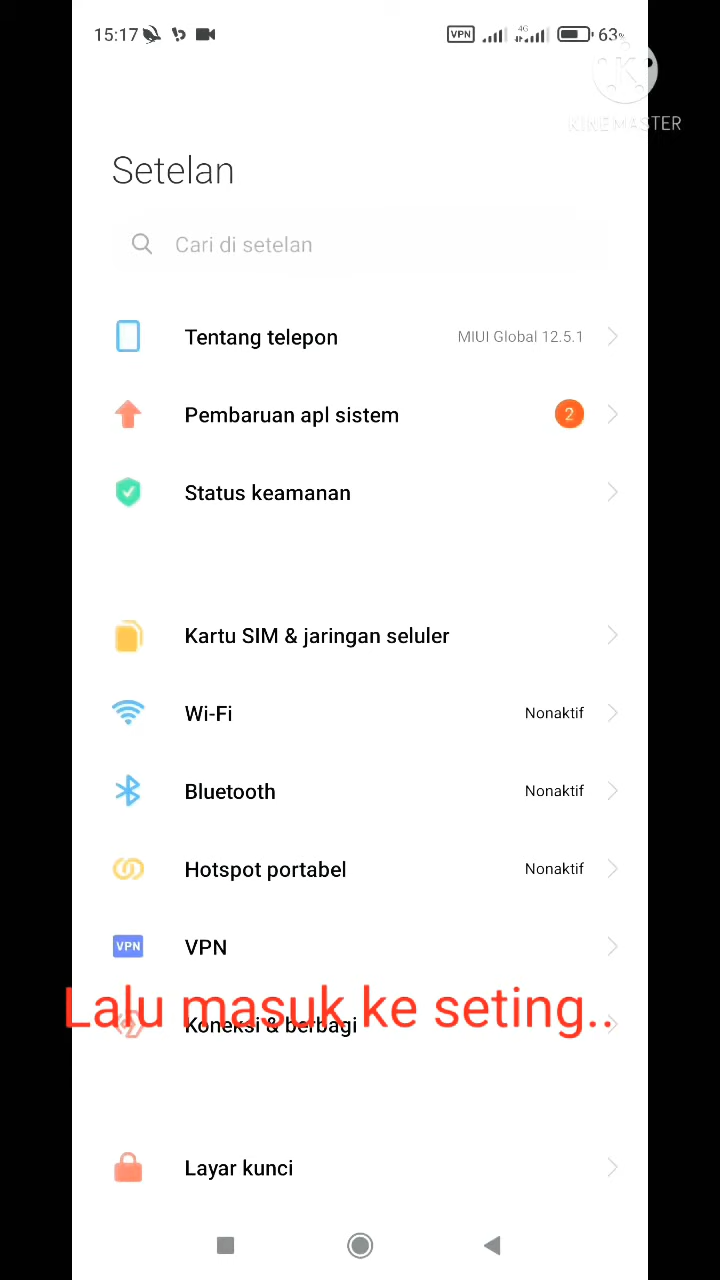 15:17
VPN
4G
63%
KINEMASTER
Setelan
Cari di setelan
Tentang telepon
MIUI Global 12.5.1
Pembaruan apl sistem
2
Status keamanan
Kartu SIM & jaringan seluler
Wi-Fi
Nonaktif
Bluetooth
Nonaktif
Hotspot portabel
Nonaktif
VPN
VPN
Lalu masuk ke seting..
Koneksi & berbagi
Layar kunci